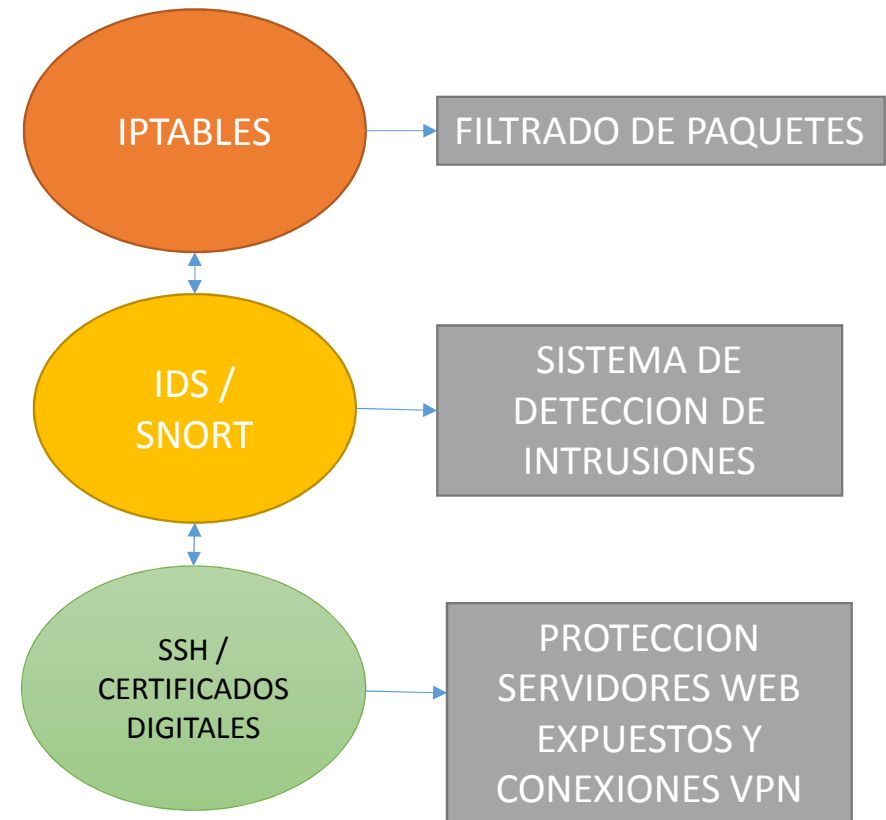 IPTABLES
FILTRADO DE PAQUETES
IDS /
SNORT
SISTEMA DE
DETECCION DE
INTRUSIONES
SSH /
CERTIFICADOS
DIGITALES
PROTECCION
SERVIDORES WEB
EXPUESTOS Y
CONEXIONES VPN